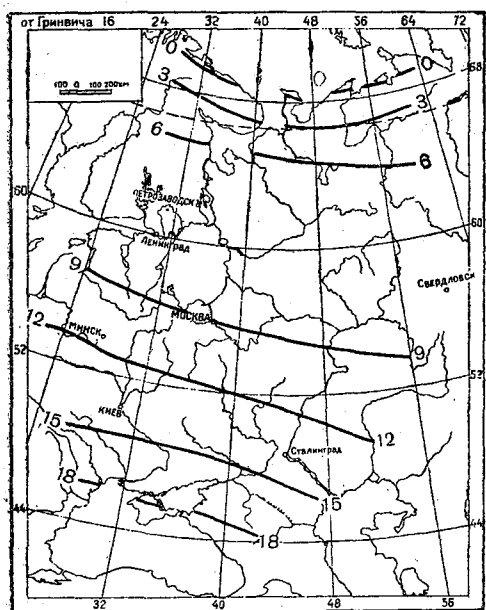 от Гринвича 16 24 32 40 48 56 64 72
0 0
68
100 0 100 200км
3 3
6 6
60 ПЕТРОЗАВОДСК
60
ЛЕНИНГРАД
9 СВЕРДЛОВСК
МОСКВА
12 МИНСК
52 9
52
КИЕВ
15 12
Сталинград
18
15
44 44
18
32 40 48 56